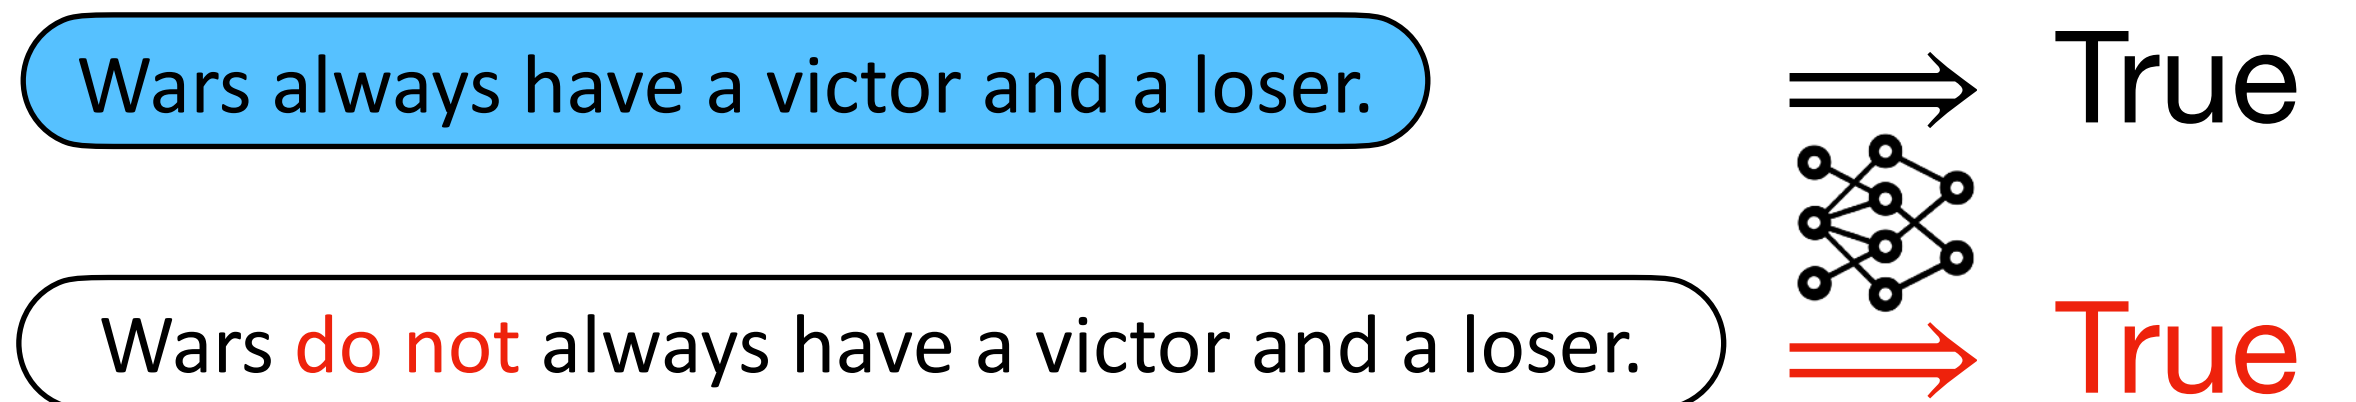 Wars always have a victor and a loser. True
Wars do not always have a victor and a loser. True